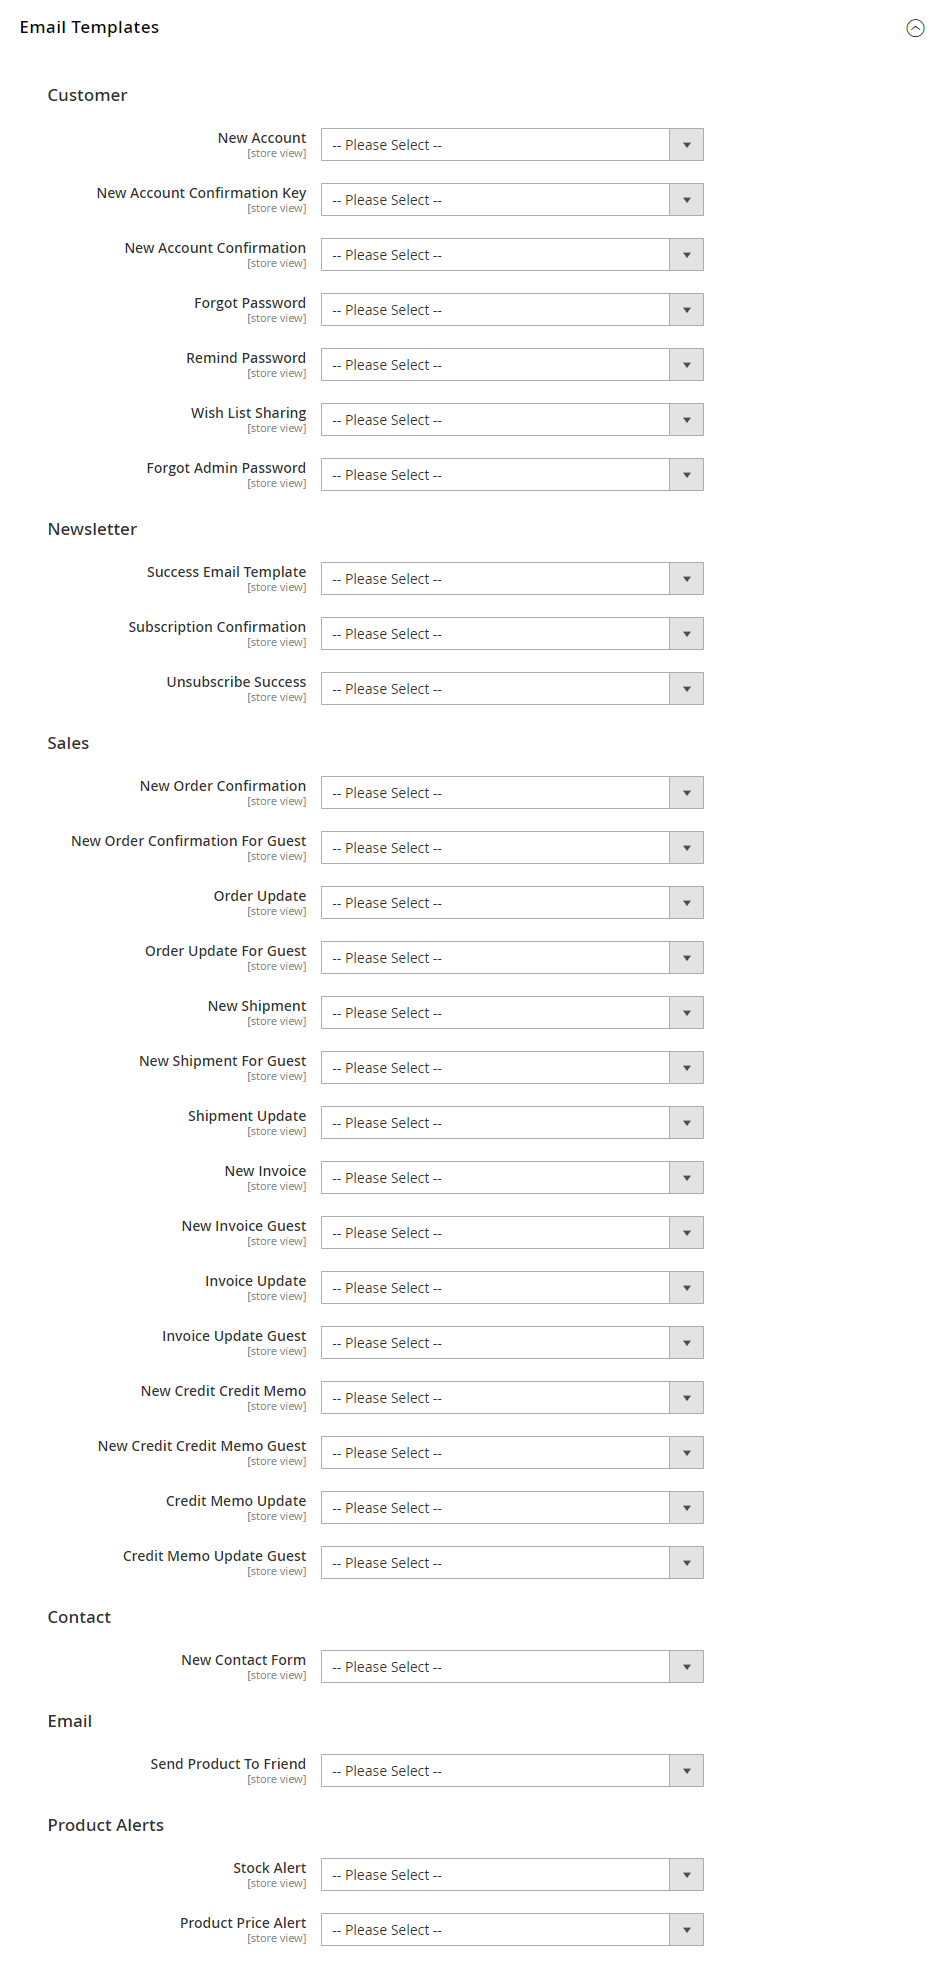 Email Templates
Customer
New Account
[store view]
-- Please Select --
New Account Confirmation Key
[store view]
-- Please Select --
New Account Confirmation
[store view]
-- Please Select --
Forgot Password
[store view]
-- Please Select --
Remind Password
[store view]
-- Please Select --
Wish List Sharing
[store view]
-- Please Select --
Forgot Admin Password
[store view]
-- Please Select --
Newsletter
Success Email Template
[store view]
-- Please Select --
Subscription Confirmation
[store view]
-- Please Select --
Unsubscribe Success
[store view]
-- Please Select --
Sales
New Order Confirmation
[store view]
-- Please Select --
New Order Confirmation For Guest
[store view]
-- Please Select --
Order Update
[store view]
-- Please Select --
Order Update For Guest
[store view]
-- Please Select --
New Shipment
[store view]
-- Please Select --
New Shipment For Guest
[store view]
-- Please Select --
Shipment Update
[store view]
-- Please Select --
New Invoice
[store view]
-- Please Select --
New Invoice Guest
[store view]
-- Please Select --
Invoice Update
[store view]
-- Please Select --
Invoice Update Guest
[store view]
-- Please Select --
New Credit Credit Memo
[store view]
-- Please Select --
New Credit Credit Memo Guest
[store view]
-- Please Select --
Credit Memo Update
[store view]
-- Please Select --
Credit Memo Update Guest
[store view]
-- Please Select --
Contact
New Contact Form
[store view]
-- Please Select --
Email
Send Product To Friend
[store view]
-- Please Select --
Product Alerts
Stock Alert
[store view]
-- Please Select --
Product Price Alert
[store view]
-- Please Select --